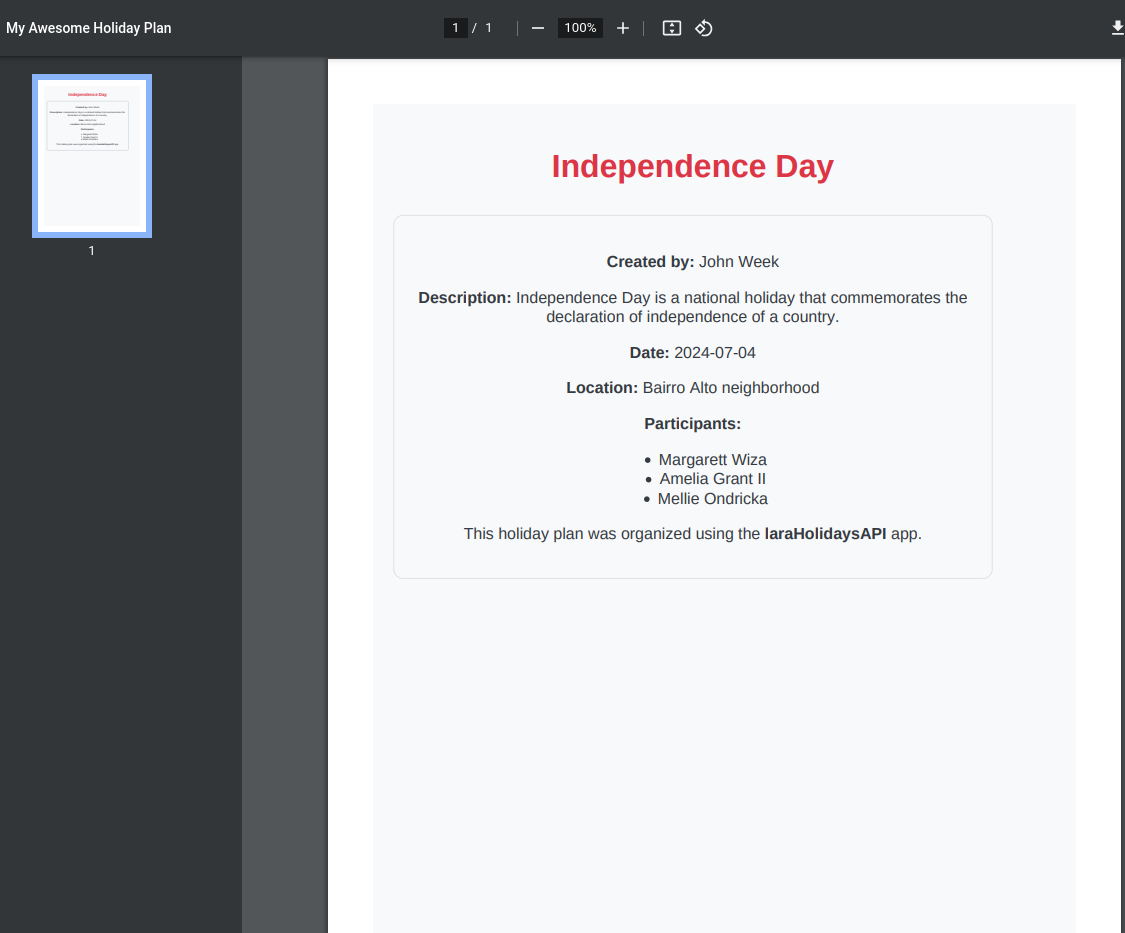 My Awesome Holiday Plan
1 / 1
100%
1
Independence Day
Created by: John Week
Description: Independence Day is a national holiday that commemorates the
declaration of independence of a country.
Date: 2024-07-04
Location: Bairro Alto neighborhood
Participants:
Margarett Wiza
Amelia Grant II
Mellie Ondricka
This holiday plan was organized using the laraHolidaysAPI app.